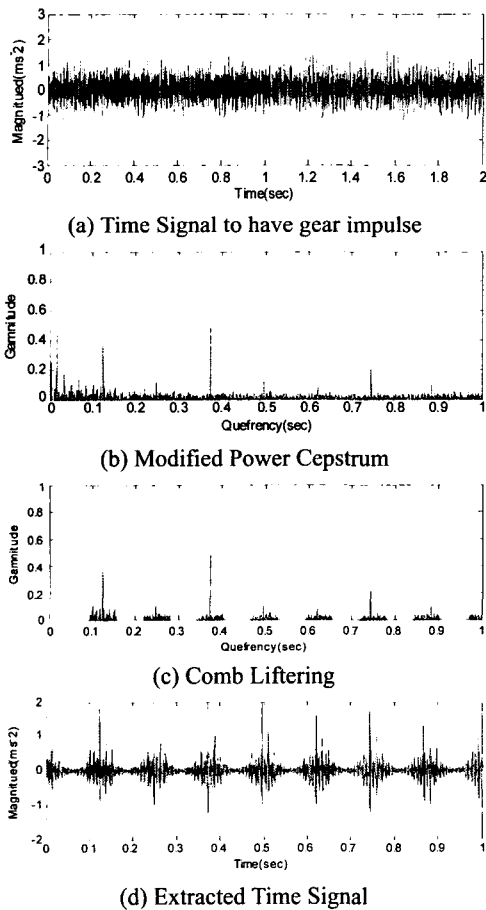 3
2
1
0
-1
-2
-3
Magnitued(ms-2)
0 0.2 0.4 0.6 0.8 1 1.2 1.4 1.6 1.8 2
Time(sec)
(a) Time Signal to have gear impulse
1
0.8
0.6
0.4
0.2
0
Gamnitude
0 0.1 0.2 0.3 0.4 0.5 0.6 0.7 0.8 0.9 1
Quefrency(sec)
(b) Modified Power Cepstrum
1
0.8
0.6
0.4
0.2
0
Gamnitude
0 0.1 0.2 0.3 0.4 0.5 0.6 0.7 0.8 0.9 1
Quefrency(sec)
(c) Comb Liftering
2
1
0
-1
-2
Magnitued(ms-2)
0 0.1 0.2 0.3 0.4 0.5 0.6 0.7 0.8 0.9 1
Time(sec)
(d) Extracted Time Signal